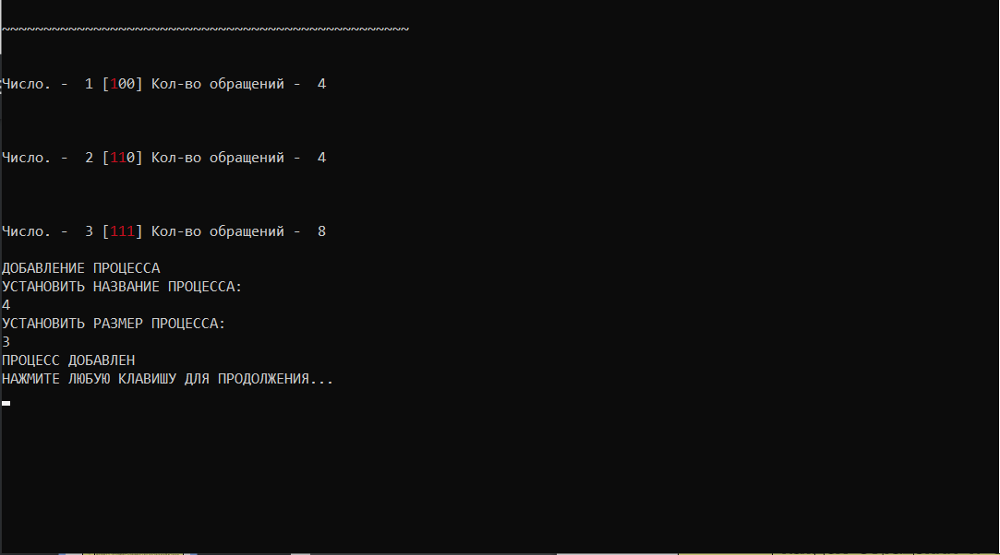 ~~~~~~~~~~~~~~~~~~~~~~~~~~~~~~~~~~~~~~~~~~~~~~~~~
Число. -  1 [100] Кол-во обращений -  4
Число. -  2 [110] Кол-во обращений -  4
Число. -  3 [111] Кол-во обращений -  8
ДОБАВЛЕНИЕ ПРОЦЕССА
УСТАНОВИТЬ НАЗВАНИЕ ПРОЦЕССА:
4
УСТАНОВИТЬ РАЗМЕР ПРОЦЕССА:
3
ПРОЦЕСС ДОБАВЛЕН
НАЖМИТЕ ЛЮБУЮ КЛАВИШУ ДЛЯ ПРОДОЛЖЕНИЯ...